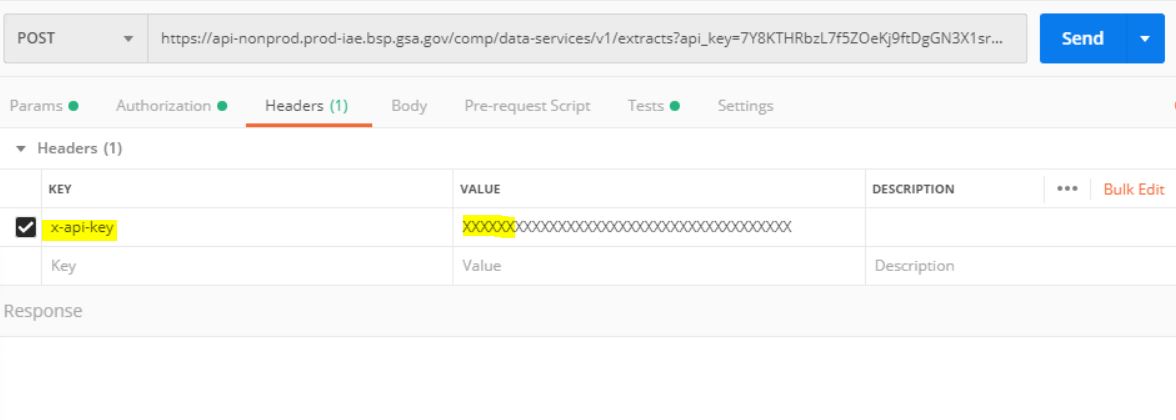 POST https://api-nonprod.prod-iae.bsp.gsa.gov/comp/data-services/v1/extracts?api_key=7Y8KTHRbzL7f5ZOeKj9ftDgGN3X1sr... Send
Params Authorization Headers (1) Body Pre-request Script Tests Settings
Headers (1)
KEY VALUE DESCRIPTION ••• Bulk Edit
x-api-key XXXXXXXXXXXXXXXXXXXXXXXXXXXXXXXXXXXXXX
Key Value Description
Response